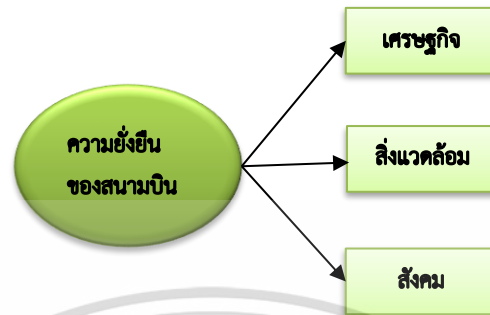 ความยั่งยืน
ของสนามบิน
เศรษฐกิจ
สิ่งแวดล้อม
สังคม